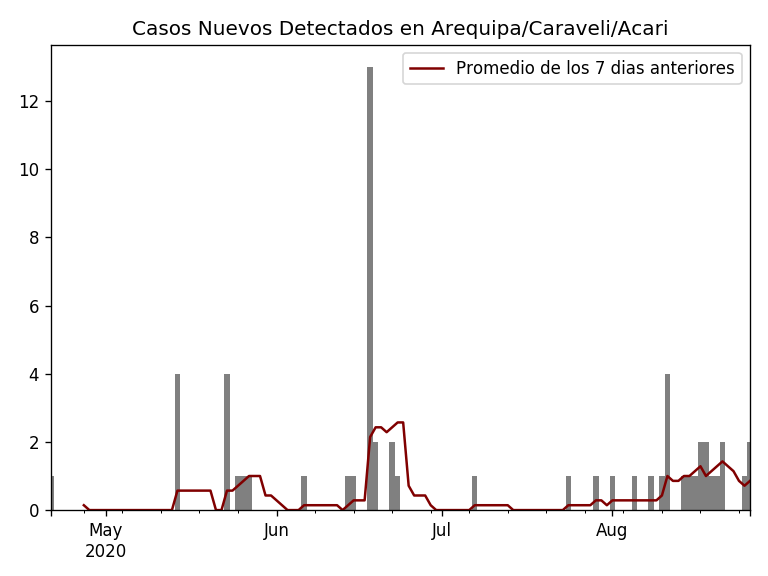 Casos Nuevos Detectados en Arequipa/Caraveli/Acari
Promedio de los 7 dias anteriores
12
10
8
6
4
2
0
May Jun Jul Aug
2020